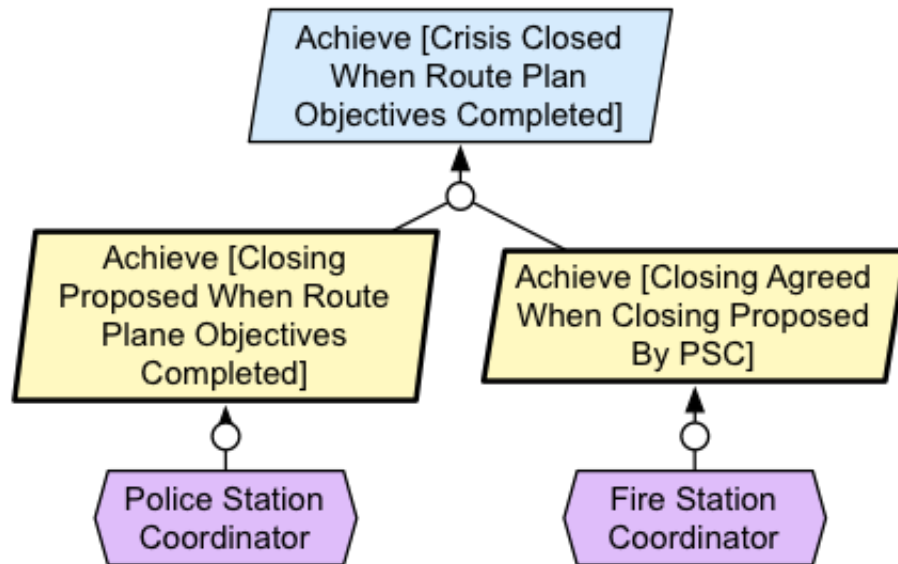 Achieve [Crisis Closed
When Route Plan
Objectives Completed]
Achieve [Closing
Proposed When Route
Plane Objectives
Completed]
Achieve [Closing Agreed
When Closing Proposed
By PSC]
Police Station
Coordinator
Fire Station
Coordinator